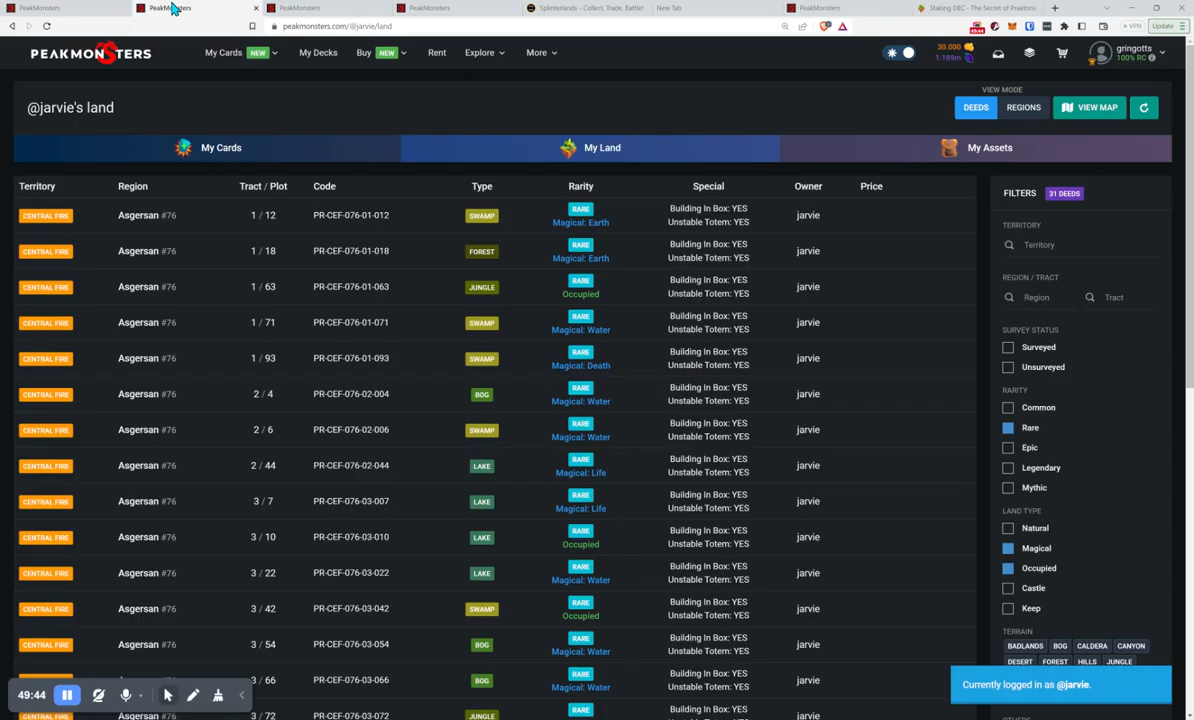 PeakMonsters
PeakMonsters
PeakMonsters
PeakMonsters
Splinterlands - Collect, Trade, Battle!
New Tab
PeakMonsters
Staking DEC - The Secret of Praetoria
peakmonsters.com/@jarvie/land
49:44
VPN
Update
PEAKMONSTERS
My Cards NEW
My Decks
Buy NEW
Rent
Explore
More
30.000
1.189m
gringotts
100% RC
@jarvie's land
VIEW MODE
DEEDS
REGIONS
VIEW MAP
My Cards
My Land
My Assets
Territory Region Tract / Plot Code Type Rarity Special Owner Price
CENTRAL FIRE Asgersan #76 1 / 12 PR-CEF-076-01-012 SWAMP RARE Magical: Earth Building In Box: YES Unstable Totem: YES jarvie
CENTRAL FIRE Asgersan #76 1 / 18 PR-CEF-076-01-018 FOREST RARE Magical: Earth Building In Box: YES Unstable Totem: YES jarvie
CENTRAL FIRE Asgersan #76 1 / 63 PR-CEF-076-01-063 JUNGLE RARE Occupied Building In Box: YES Unstable Totem: YES jarvie
CENTRAL FIRE Asgersan #76 1 / 71 PR-CEF-076-01-071 SWAMP RARE Magical: Water Building In Box: YES Unstable Totem: YES jarvie
CENTRAL FIRE Asgersan #76 1 / 93 PR-CEF-076-01-093 SWAMP RARE Magical: Death Building In Box: YES Unstable Totem: YES jarvie
CENTRAL FIRE Asgersan #76 2 / 4 PR-CEF-076-02-004 BOG RARE Magical: Water Building In Box: YES Unstable Totem: YES jarvie
CENTRAL FIRE Asgersan #76 2 / 6 PR-CEF-076-02-006 SWAMP RARE Magical: Water Building In Box: YES Unstable Totem: YES jarvie
CENTRAL FIRE Asgersan #76 2 / 44 PR-CEF-076-02-044 LAKE RARE Magical: Life Building In Box: YES Unstable Totem: YES jarvie
CENTRAL FIRE Asgersan #76 3 / 7 PR-CEF-076-03-007 LAKE RARE Magical: Life Building In Box: YES Unstable Totem: YES jarvie
CENTRAL FIRE Asgersan #76 3 / 10 PR-CEF-076-03-010 LAKE RARE Occupied Building In Box: YES Unstable Totem: YES jarvie
CENTRAL FIRE Asgersan #76 3 / 22 PR-CEF-076-03-022 LAKE RARE Magical: Water Building In Box: YES Unstable Totem: YES jarvie
CENTRAL FIRE Asgersan #76 3 / 42 PR-CEF-076-03-042 SWAMP RARE Occupied Building In Box: YES Unstable Totem: YES jarvie
CENTRAL FIRE Asgersan #76 3 / 54 PR-CEF-076-03-054 BOG RARE Magical: Water Building In Box: YES Unstable Totem: YES jarvie
#76 3 / 66 PR-CEF-076-03-066 BOG RARE Magical: Water Building In Box: YES Unstable Totem: YES jarvie
3 / 72 PR-CEF-076-03-072 JUNGLE RARE Building In Box: YES jarvie
FILTERS 31 DEEDS
TERRITORY
Territory
REGION / TRACT
Region Tract
SURVEY STATUS
Surveyed
Unsurveyed
RARITY
Common
Rare
Epic
Legendary
Mythic
LAND TYPE
Natural
Magical
Occupied
Castle
Keep
TERRAIN
BADLANDS BOG CALDERA CANYON
DESERT FOREST HILLS JUNGLE
Currently logged in as @jarvie.
49:44